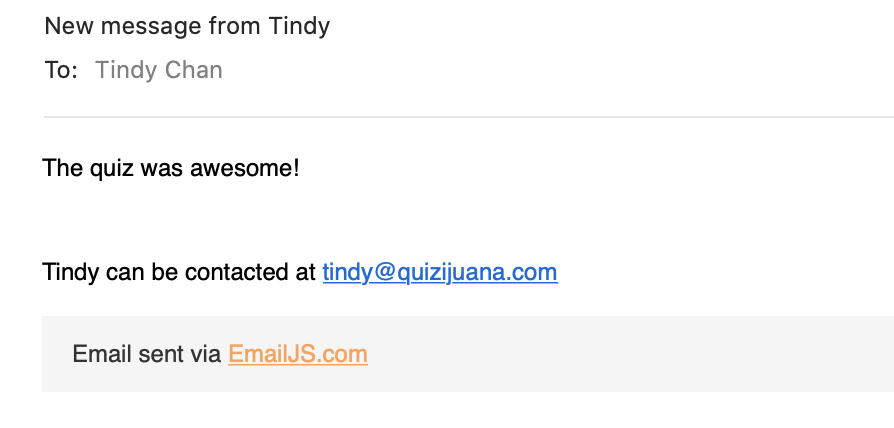 New message from Tindy
To: Tindy Chan
The quiz was awesome!
Tindy can be contacted at tindy@quizijuana.com
Email sent via EmailJS.com